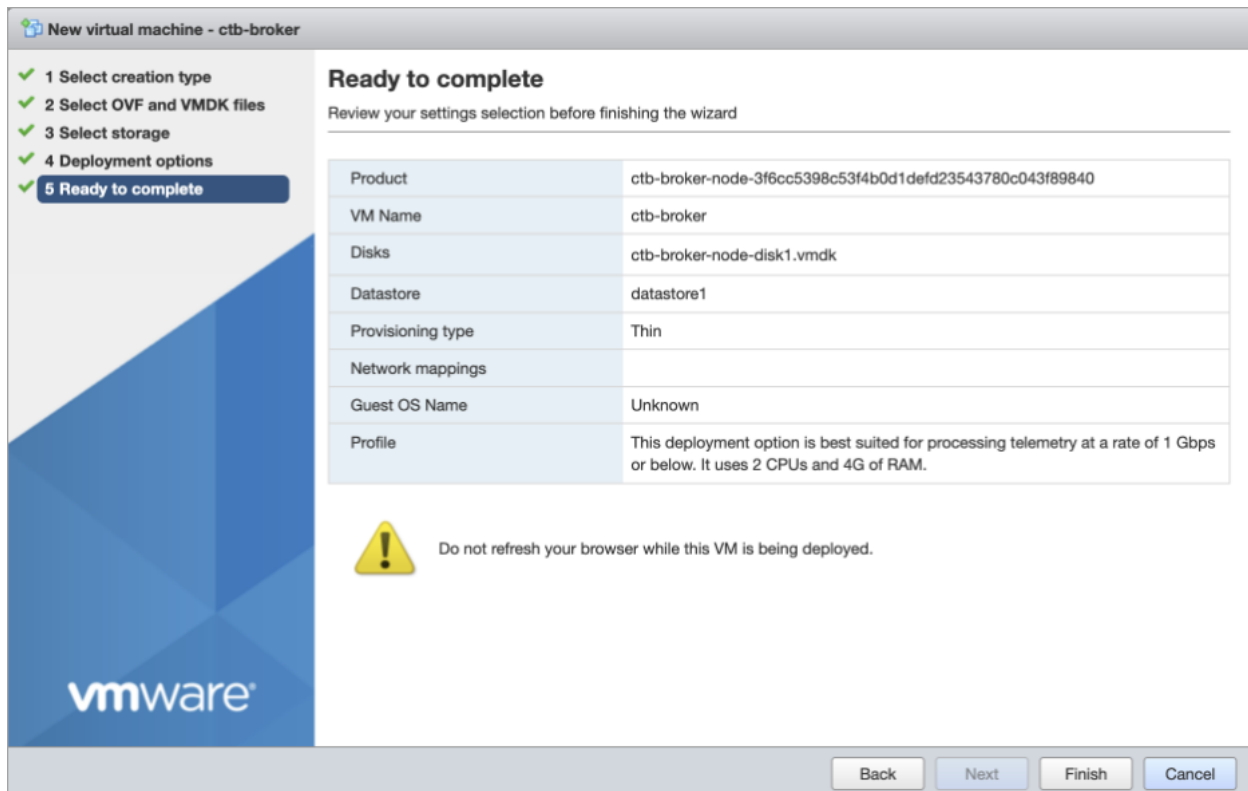 New virtual machine - ctb-broker
1 Select creation type
2 Select OVF and VMDK files
3 Select storage
4 Deployment options
5 Ready to complete
Ready to complete
Review your settings selection before finishing the wizard
Product ctb-broker-node-3f6cc5398c53f4b0d1defd23543780c043f89840
VM Name ctb-broker
Disks ctb-broker-node-disk1.vmdk
Datastore datastore1
Provisioning type Thin
Network mappings
Guest OS Name Unknown
Profile This deployment option is best suited for processing telemetry at a rate of 1 Gbps
or below. It uses 2 CPUs and 4G of RAM.
Do not refresh your browser while this VM is being deployed.
vmware®
Back Next Finish Cancel